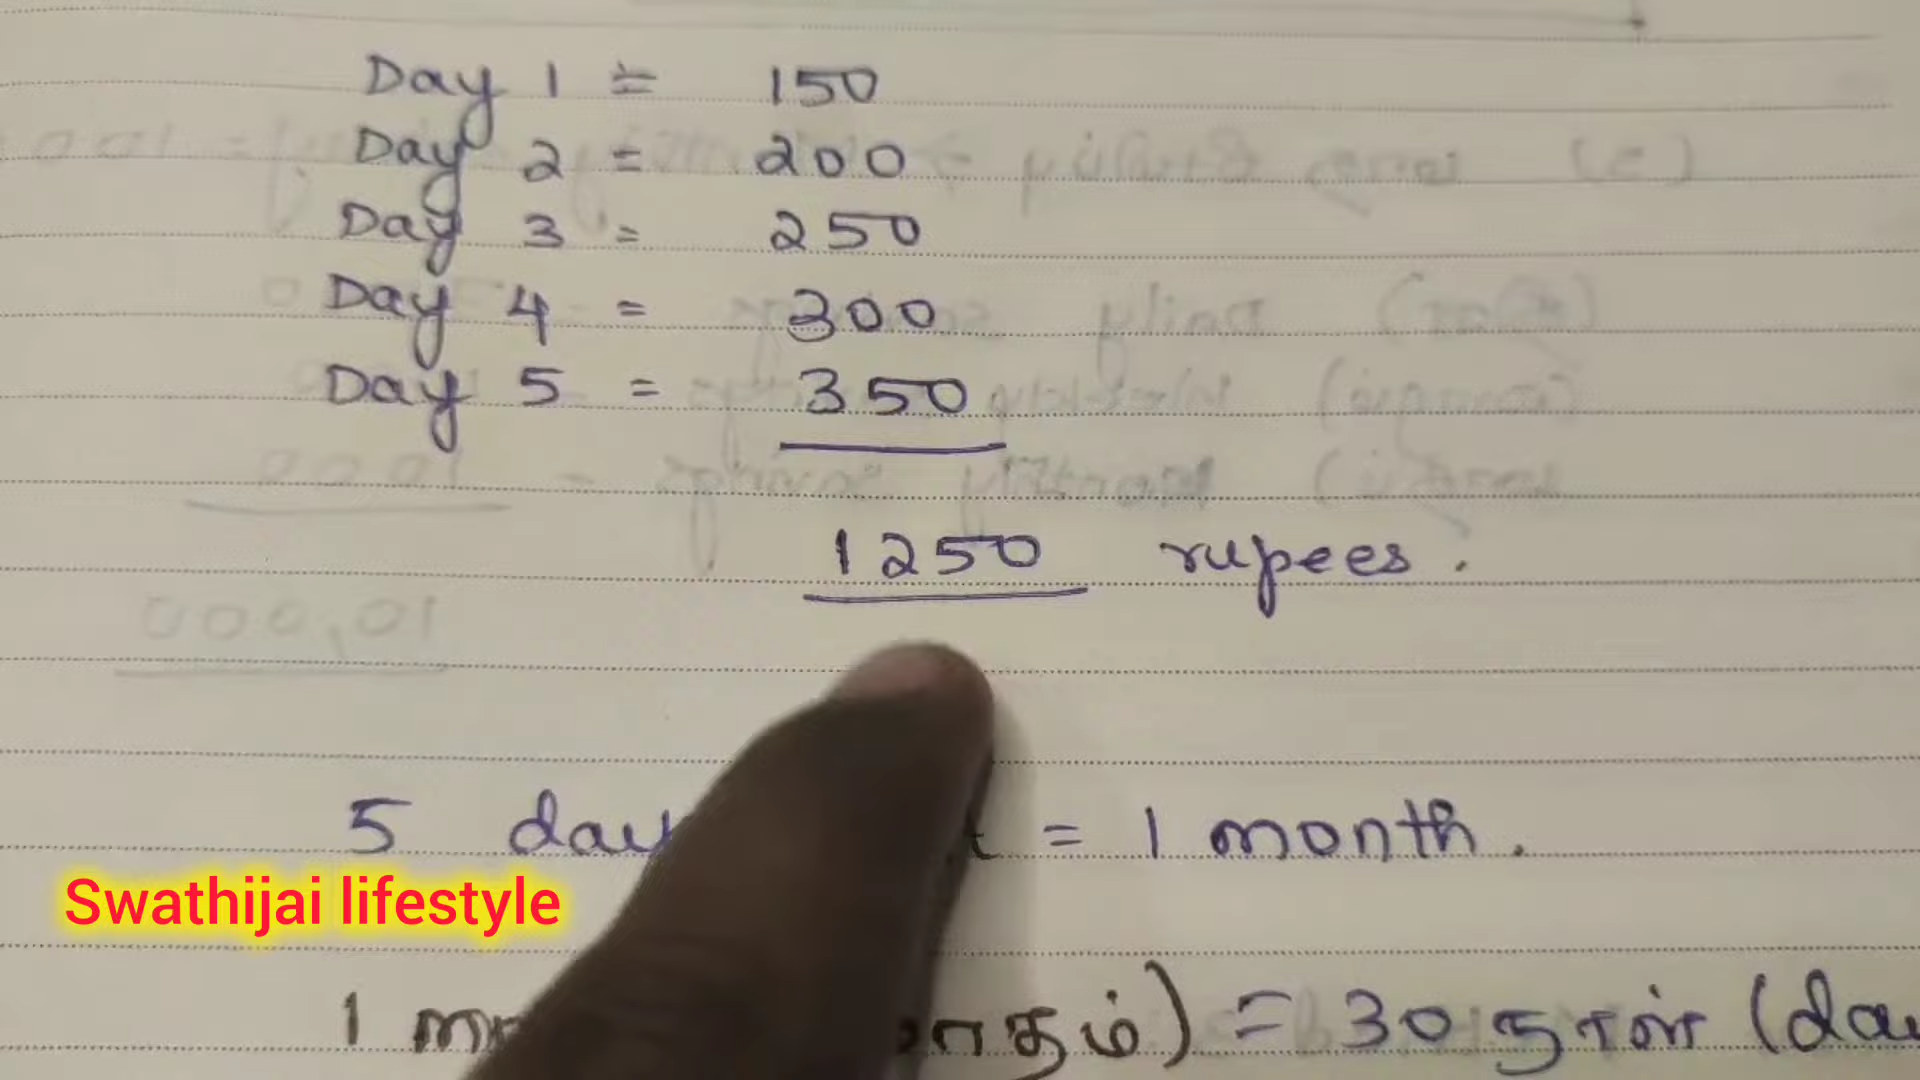 Day 1 = 150
Day 2 = 200
Day 3 = 250
Day 4 = 300
Day 5 = 350
1250 rupees.
5 = 1 month.
Swathijai lifestyle
1 = 30 நாள்